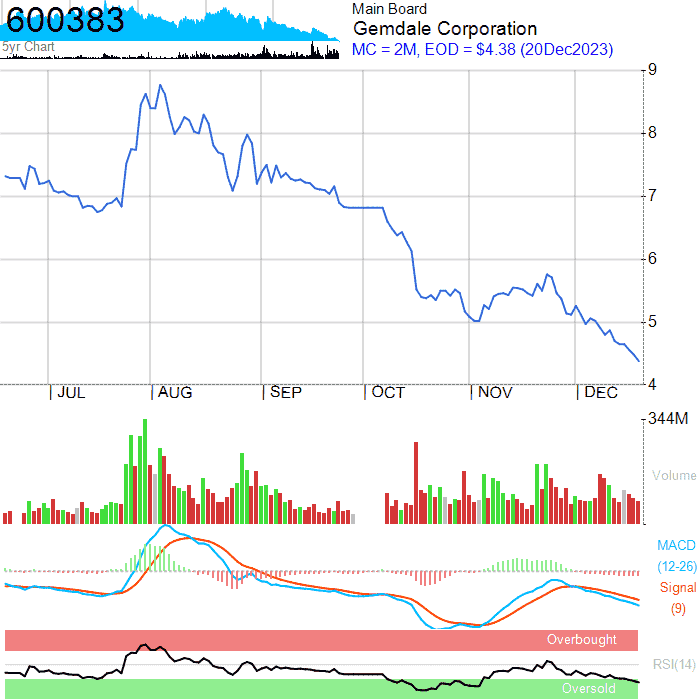 600383
5yr Chart
Main Board
Gemdale Corporation
MC = 2M, EOD = $4.38 (20Dec2023)
9
8
7
6
5
4
| JUL | AUG | SEP | OCT | NOV | DEC
344M
Volume
MACD
(12-26)
Signal
(9)
Overbought
RSI(14)
Oversold